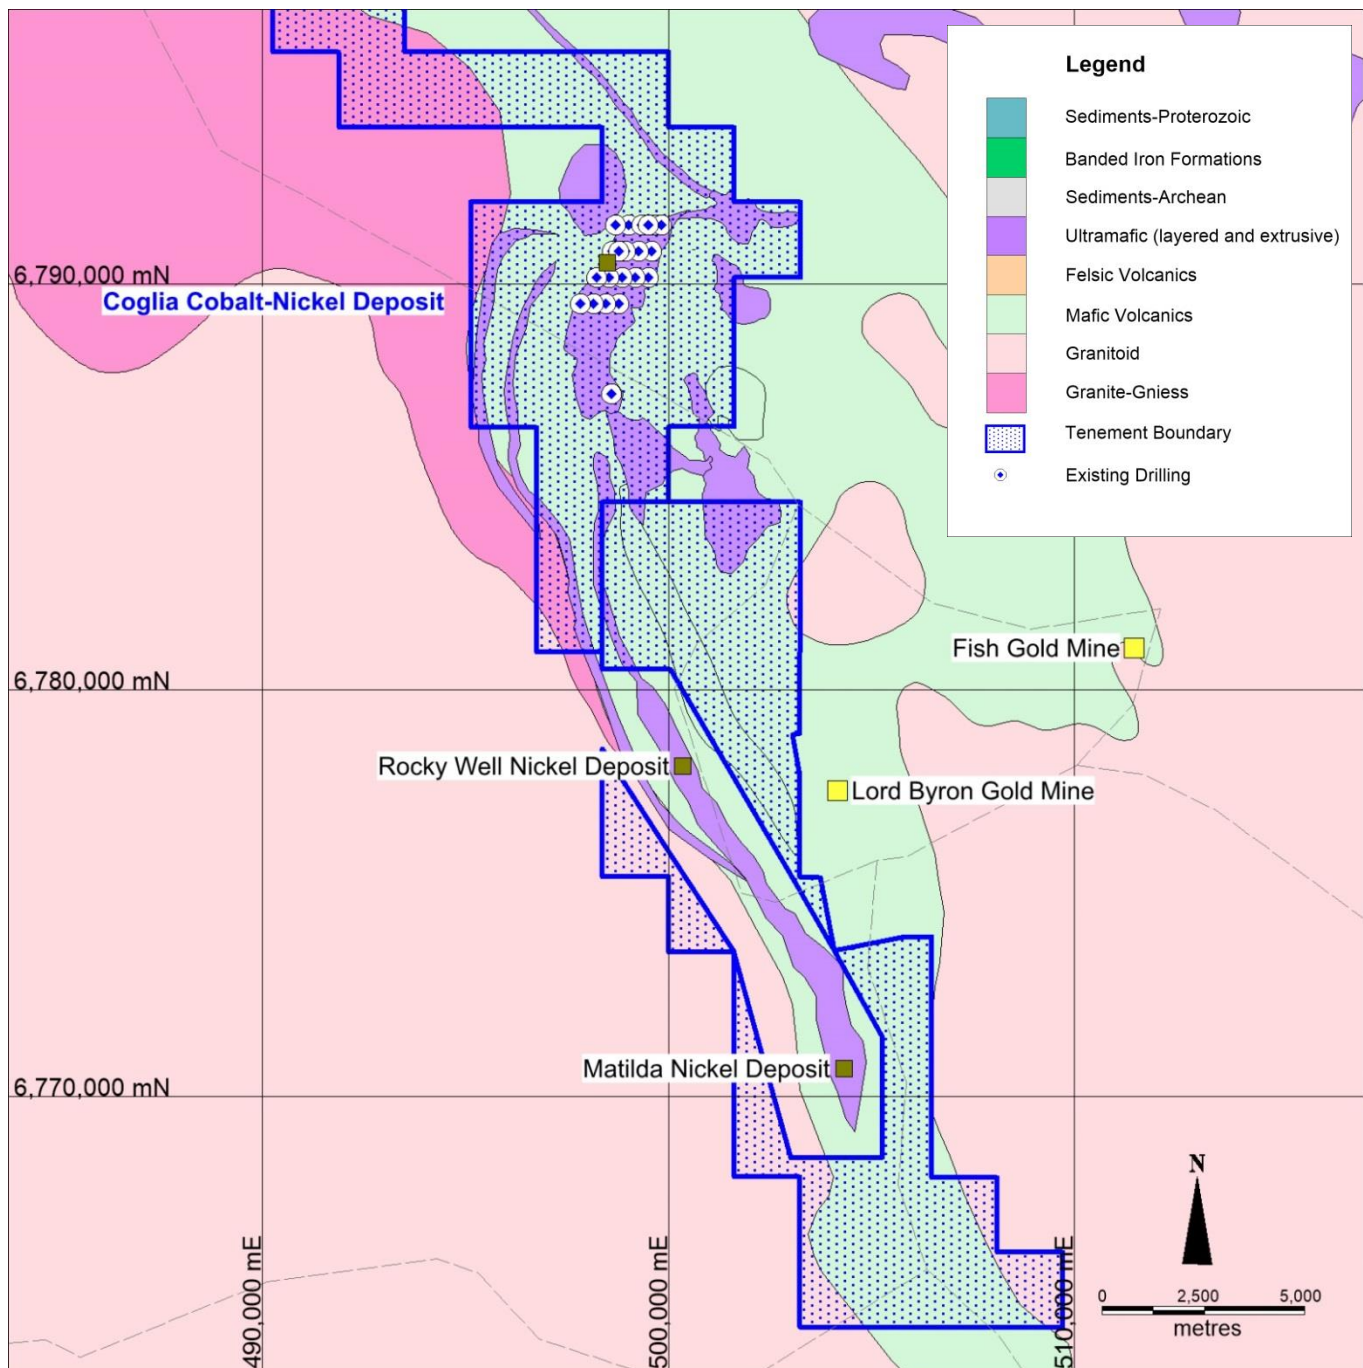 Legend
Sediments-Proterozoic
Banded Iron Formations
Sediments-Archean
Ultramafic (layered and extrusive)
Felsic Volcanics
Mafic Volcanics
Granitoid
Granite-Gniess
Tenement Boundary
Existing Drilling
6,790,000 mN
Coglia Cobalt-Nickel Deposit
Fish Gold Mine
6,780,000 mN
Rocky Well Nickel Deposit
Lord Byron Gold Mine
Matilda Nickel Deposit
6,770,000 mN
490,000 mE
500,000 mE
510,000 mE
N
0 2,500 5,000
metres